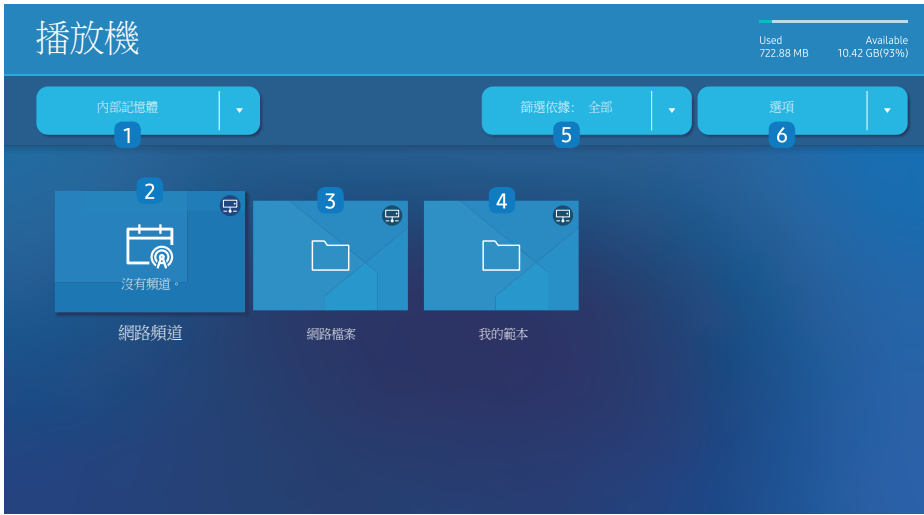 播放機
Used
722.88 MB
Available
10.42 GB(93%)
內部記憶體
篩選依據： 全部
選項
1
5
6
2
3
4
沒有頻道。
網路頻道
網路檔案
我的範本